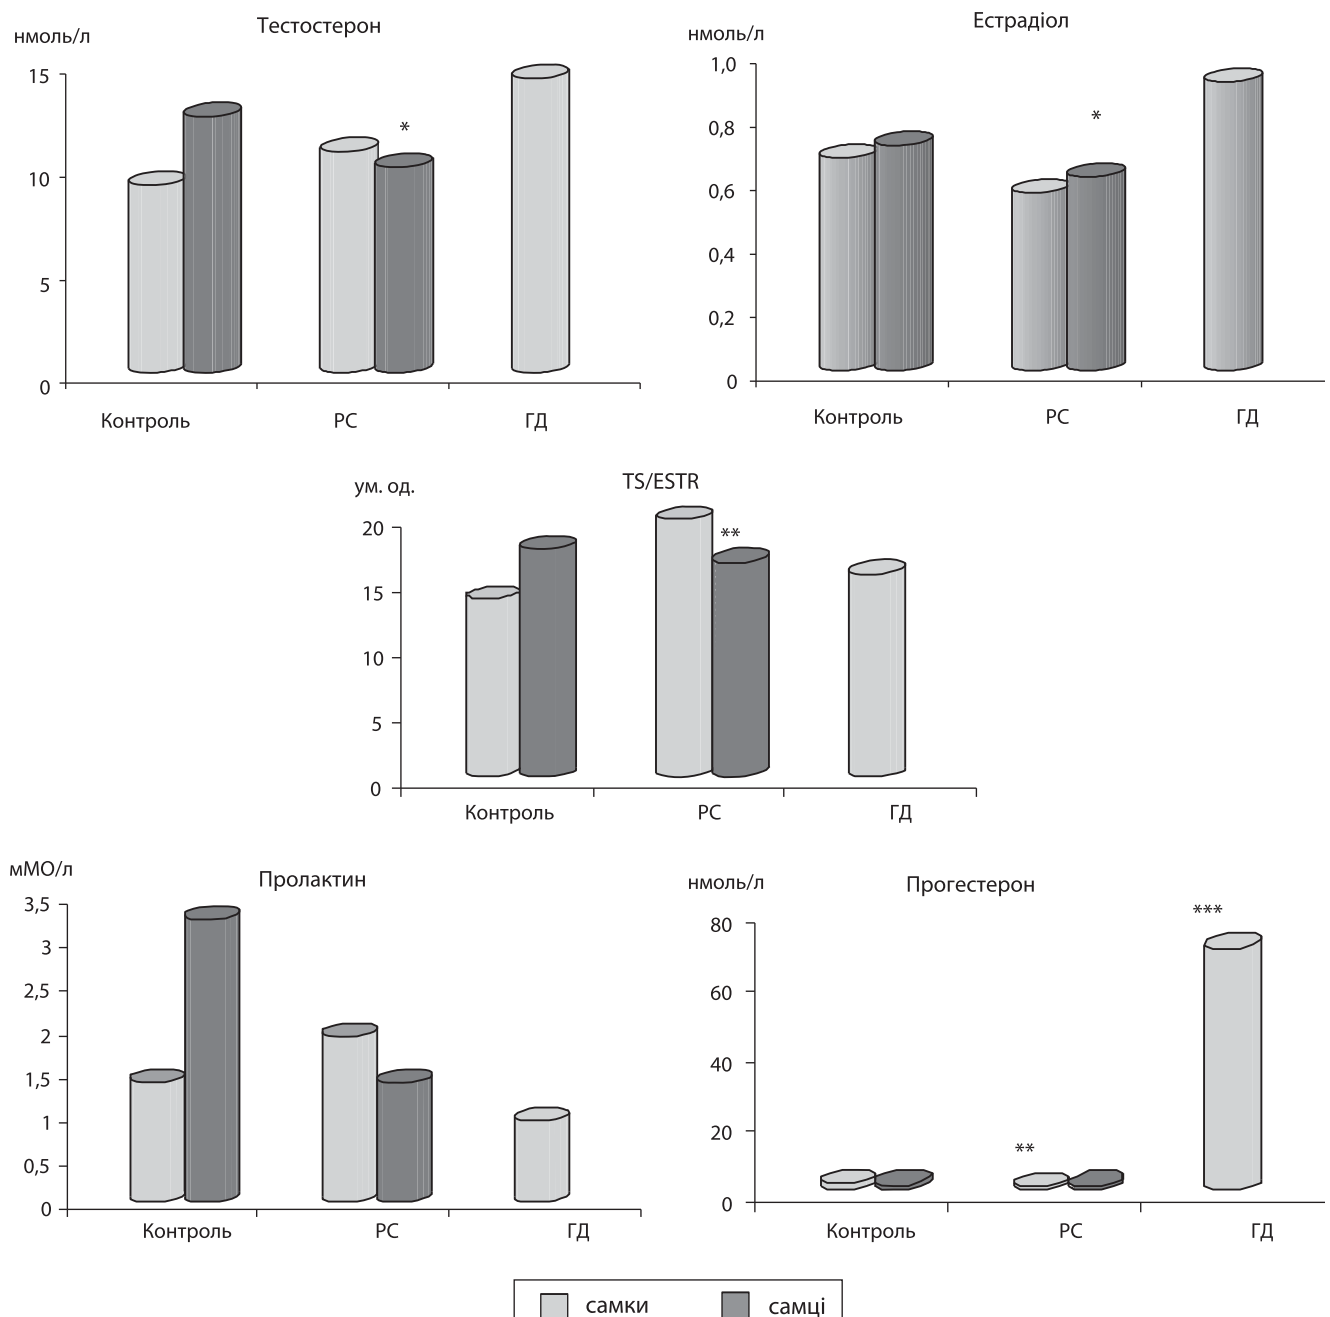 Тестостерон
нмоль/л
15
10
5
0
*
Контроль РС ГД
Естрадіол
нмоль/л
1,0
0,8
0,6
0,4
0,2
0
*
Контроль РС ГД
TS/ESTR
ум. од.
20
15
10
5
0
**
Контроль РС ГД
Пролактин
мМО/л
3,5
3
2,5
2
1,5
1
0,5
0
Контроль РС ГД
Прогестерон
нмоль/л
80
60
40
20
0
**
***
Контроль РС ГД
самки самці